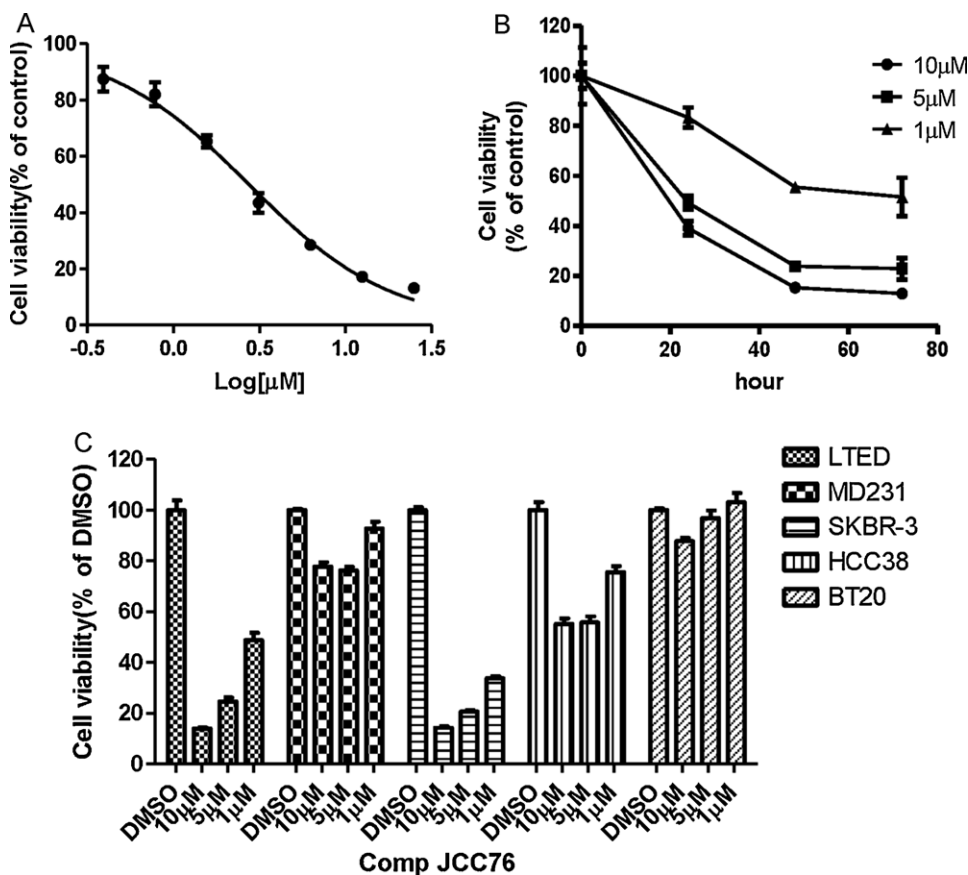 A
Cell viability(% of control)
100
80
60
40
20
0
-0.5
0.0
0.5
1.0
1.5
Log[μM]
B
Cell viability
(% of control)
120
100
80
60
40
20
0
0
20
40
60
80
hour
10μM
5μM
1μM
C
Cell viability(% of DMSO)
120
100
80
60
40
20
0
DMSO
10μM
5μM
1μM
DMSO
10μM
5μM
1μM
DMSO
10μM
5μM
1μM
DMSO
10μM
5μM
1μM
DMSO
10μM
5μM
1μM
Comp JCC76
LTED
MD231
SKBR-3
HCC38
BT20